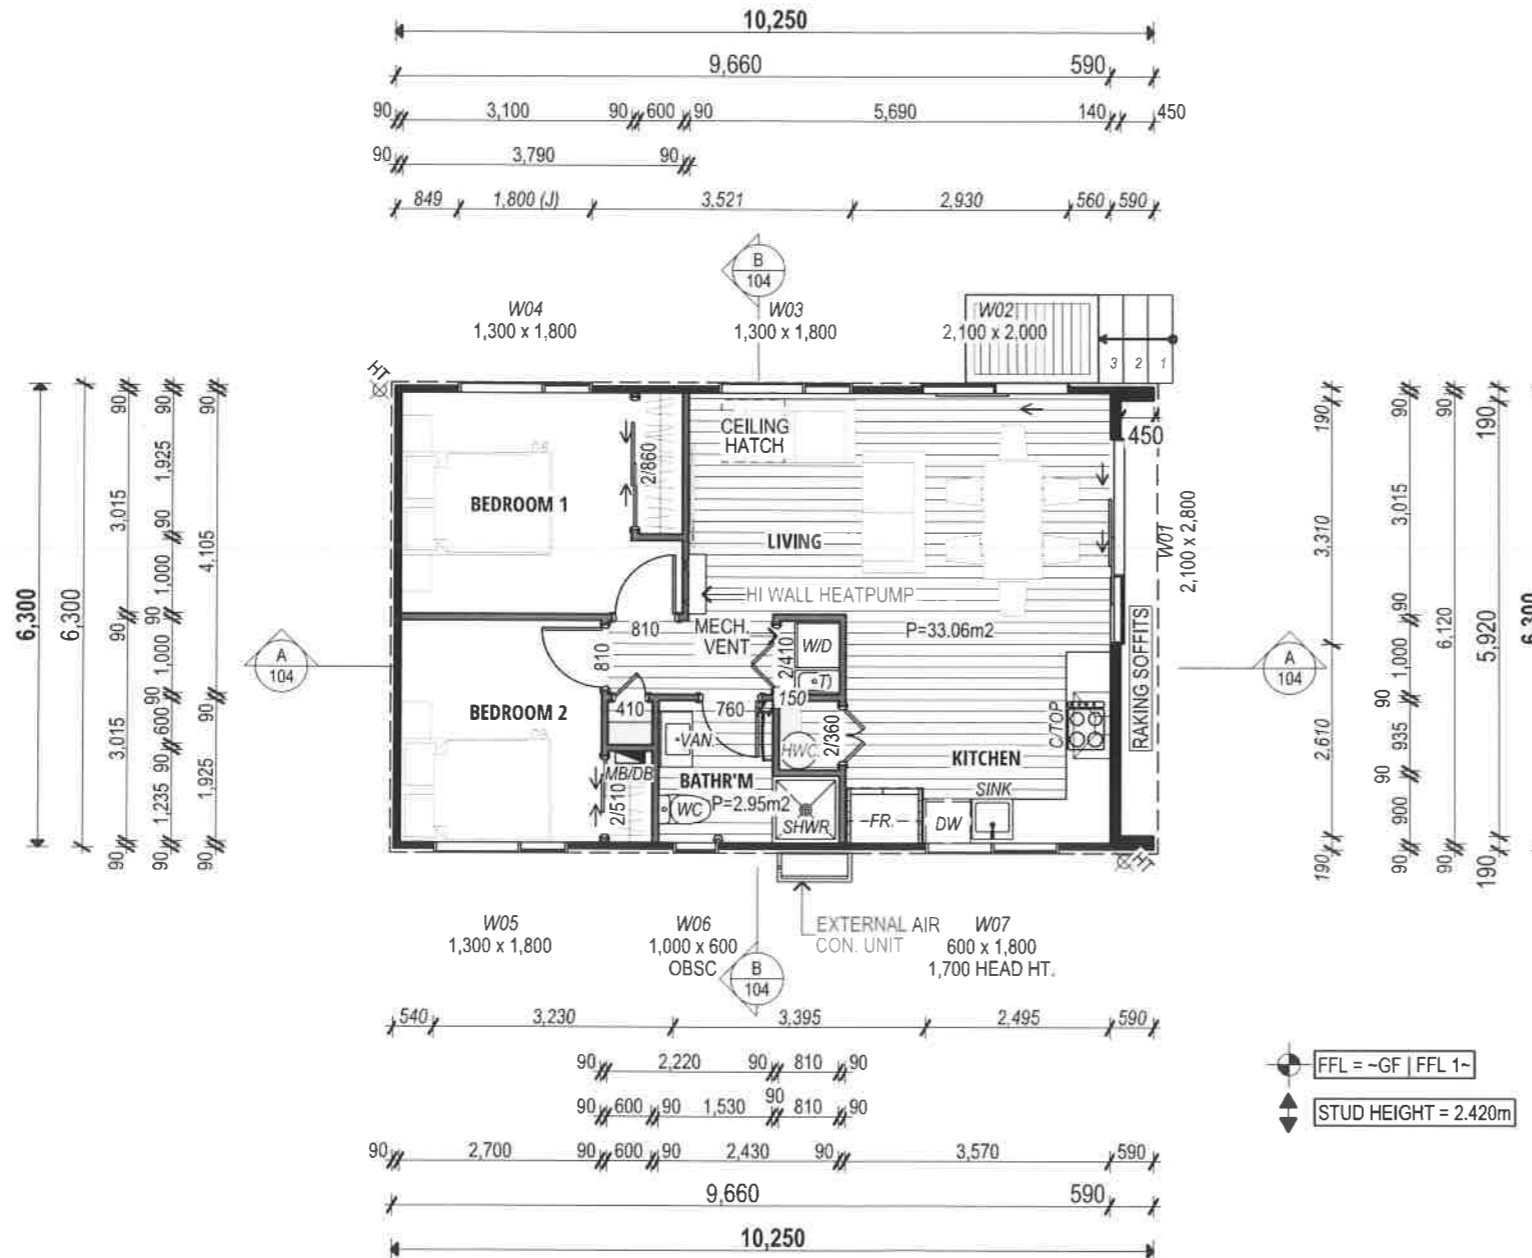 10,250
9,660 590
90 3,100 90 600 90 5,690 140 450
90 3,790 90
849 1,800 (J) 3,521 2,930 560 590
B
104
W04
1,300 x 1,800
W03
1,300 x 1,800
W02
2,100 x 2,000
3 2 1
HT
450
CEILING
HATCH
2/860
BEDROOM 1
LIVING
W01
2,100 x 2,800
HI WALL HEATPUMP
810
MECH.
VENT
P=33.06m2
RAKING SOFFITS
810
2/410
W/D
T)
150
A
104
A
104
BEDROOM 2
410
760
VAN.
HWC
2/360
C/TOP
KITCHEN
MB/DB
BATHR'M
P=2.95m2
SINK
2/510
WC
SHWR
FR.
DW
HT
6,300
6,300
90 3,015 90 3,015 90
90 1,925 90 1,000 90 1,000 90 600 90 1,235 90
90 4,105 90 1,925 90
190 3,310 2,610 190
90 3,015 90 1,000 90 935 90 900 90
90 6,120 90
190 5,920 190
6,300
W05
1,300 x 1,800
W06
1,000 x 600
OBSC
EXTERNAL AIR
CON. UNIT
W07
600 x 1,800
1,700 HEAD HT.
B
104
540 3,230 3,395 2,495 590
90 2,220 90 810 90
90 600 90 1,530 90 810 90
90 2,700 90 600 90 2,430 90 3,570 590
9,660 590
10,250
FFL = ~GF | FFL 1~
STUD HEIGHT = 2.420m